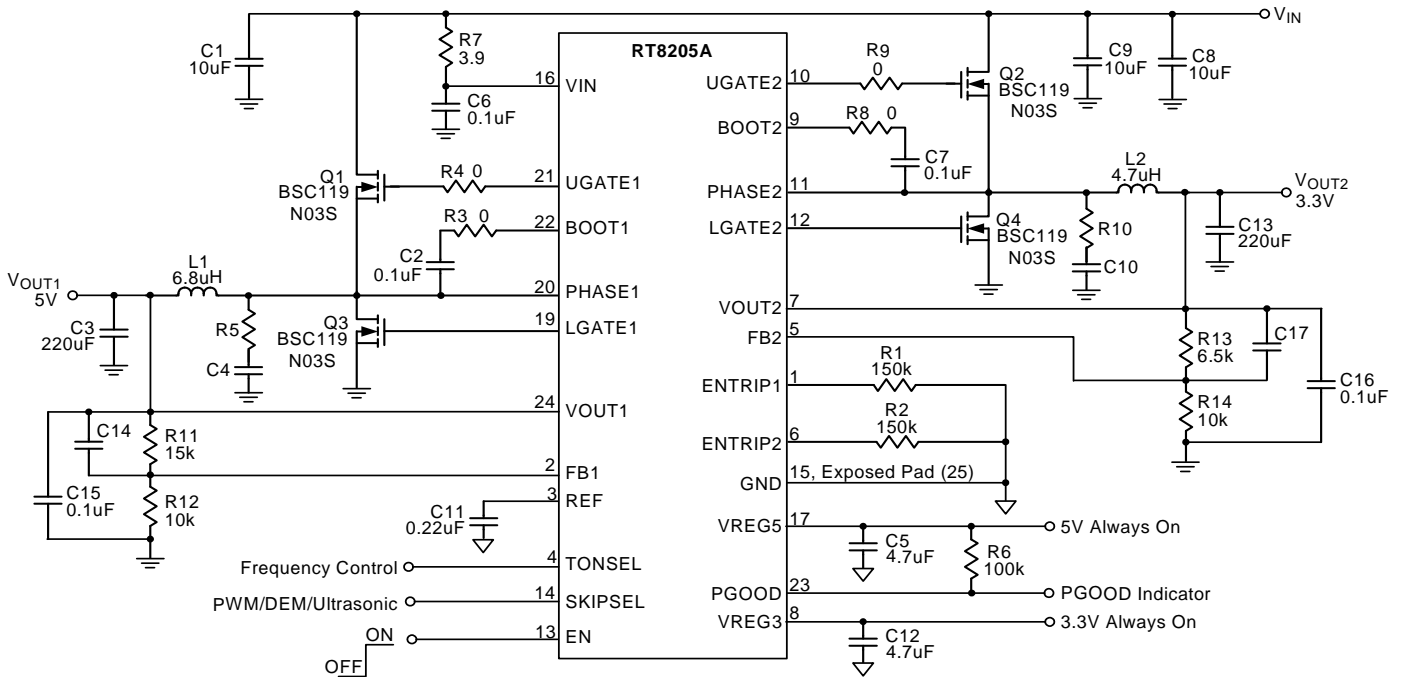 RT8205A
C1
10uF
R7
3.9
16
VIN
C6
0.1uF
Q1
BSC119
N03S
R4 0
21
UGATE1
R3 0
22
BOOT1
C2
0.1uF
VOUT1
5V
L1
6.8uH
20
PHASE1
C3
220uF
R5
C4
Q3
BSC119
N03S
19
LGATE1
24
VOUT1
C14
R11
15k
2
FB1
C15
0.1uF
R12
10k
3
REF
C11
0.22uF
Frequency Control
4
TONSEL
PWM/DEM/Ultrasonic
14
SKIPSEL
ON
OFF
13
EN
VIN
UGATE2
10
R9
0
Q2
BSC119
N03S
C9
10uF
C8
10uF
BOOT2
9
R8 0
C7
0.1uF
PHASE2
11
L2
4.7uH
VOUT2
3.3V
LGATE2
12
Q4
BSC119
N03S
R10
C10
C13
220uF
VOUT2
7
FB2
5
R13
6.5k
C17
R14
10k
C16
0.1uF
ENTRIP1
1
R1
150k
ENTRIP2
6
R2
150k
GND
15, Exposed Pad (25)
VREG5
17
5V Always On
C5
4.7uF
R6
100k
PGOOD
23
PGOOD Indicator
VREG3
8
3.3V Always On
C12
4.7uF